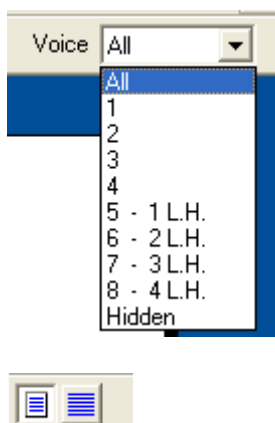 Voice All
All
1
2
3
4
5 - 1 L.H.
6 - 2 L.H.
7 - 3 L.H.
8 - 4 L.H.
Hidden